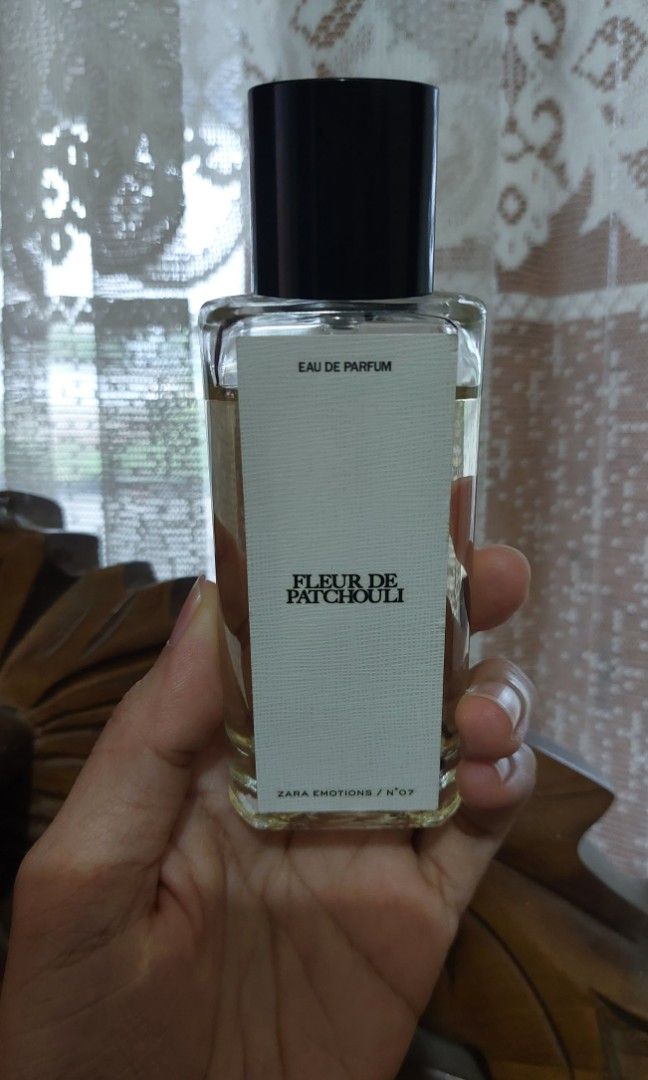 EAU DE PARFUM
FLEUR DE
PATCHOULI
ZARA EMOTIONS / N°07